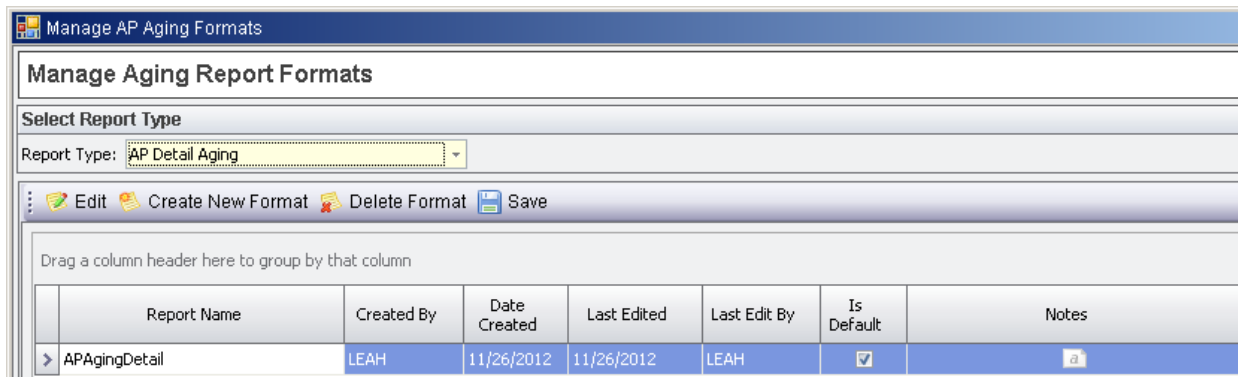 Manage AP Aging Formats
Manage Aging Report Formats
Select Report Type
Report Type: AP Detail Aging
Edit Create New Format Delete Format Save
Drag a column header here to group by that column
Report Name Created By Date Created Last Edited Last Edit By Is Default Notes
APAgingDetail LEAH 11/26/2012 11/26/2012 LEAH a